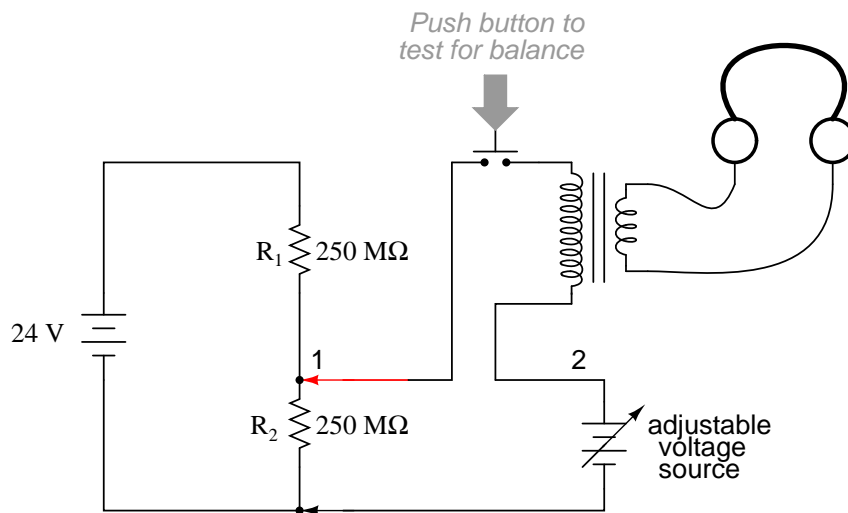 Push button to
test for balance
R₁ 250 MΩ
24 V
1
2
R₂ 250 MΩ
adjustable
voltage
source